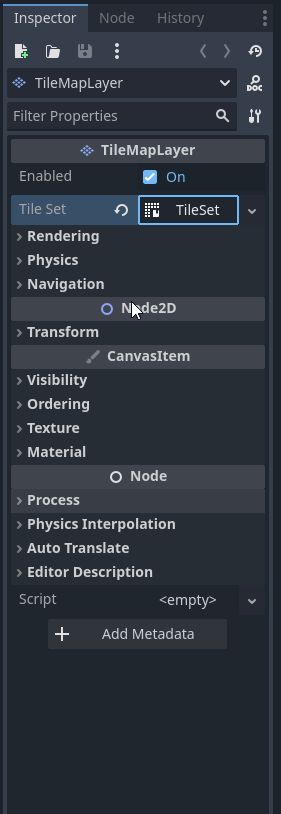 Inspector Node History
TileMapLayer
DOC
Filter Properties
TileMapLayer
Enabled On
Tile Set TileSet
Rendering
Physics
Navigation
Node2D
Transform
CanvasItem
Visibility
Ordering
Texture
Material
Node
Process
Physics Interpolation
Auto Translate
Editor Description
Script <empty>
Add Metadata